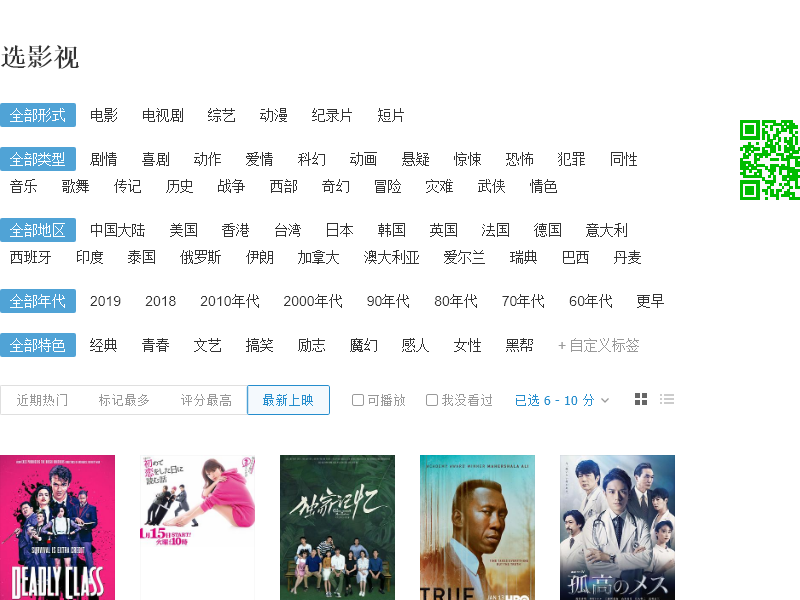 选影视
全部形式 电影 电视剧 综艺 动漫 纪录片 短片
全部类型 剧情 喜剧 动作 爱情 科幻 动画 悬疑 惊悚 恐怖 犯罪 同性
音乐 歌舞 传记 历史 战争 西部 奇幻 冒险 灾难 武侠 情色
全部地区 中国大陆 美国 香港 台湾 日本 韩国 英国 法国 德国 意大利
西班牙 印度 泰国 俄罗斯 伊朗 加拿大 澳大利亚 爱尔兰 瑞典 巴西 丹麦
全部年代 2019 2018 2010年代 2000年代 90年代 80年代 70年代 60年代 更早
全部特色 经典 青春 文艺 搞笑 励志 魔幻 感人 女性 黑帮 + 自定义标签
近期热门 标记最多 评分最高 最新上映 可播放 我没看过 已选 6 - 10 分
SURVIVAL IS EXTRA CREDIT
DEADLY CLASS
初めて
恋をした日に
読む話
1月15日START!
火曜 夜10時
独家记忆
ACADEMY AWARD WINNER MAHERSHALA ALI
TRUE
JAN 13 HBO
孤高のメス